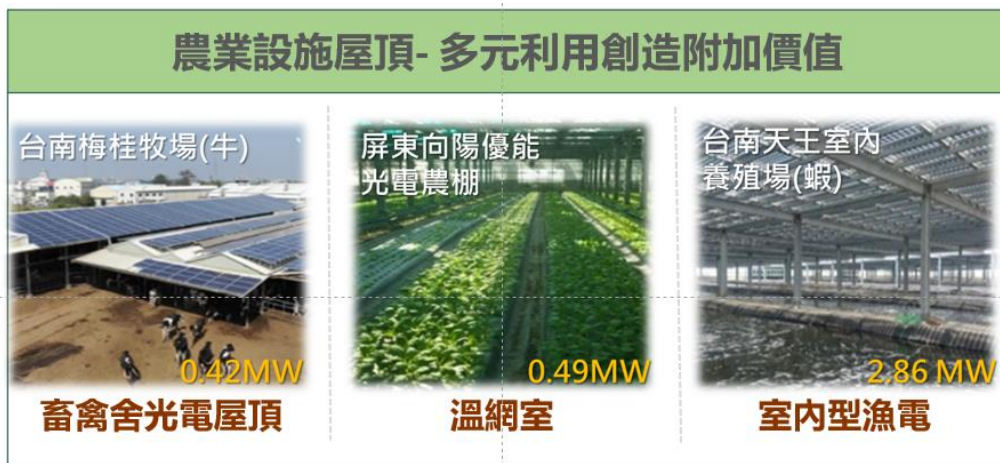 農業設施屋頂- 多元利用創造附加價值
台南梅桂牧場(牛)
0.42MW
畜禽舍光電屋頂
屏東向陽優能
光電農棚
0.49MW
溫網室
台南天王室內
養殖場(蝦)
2.86 MW
室內型漁電